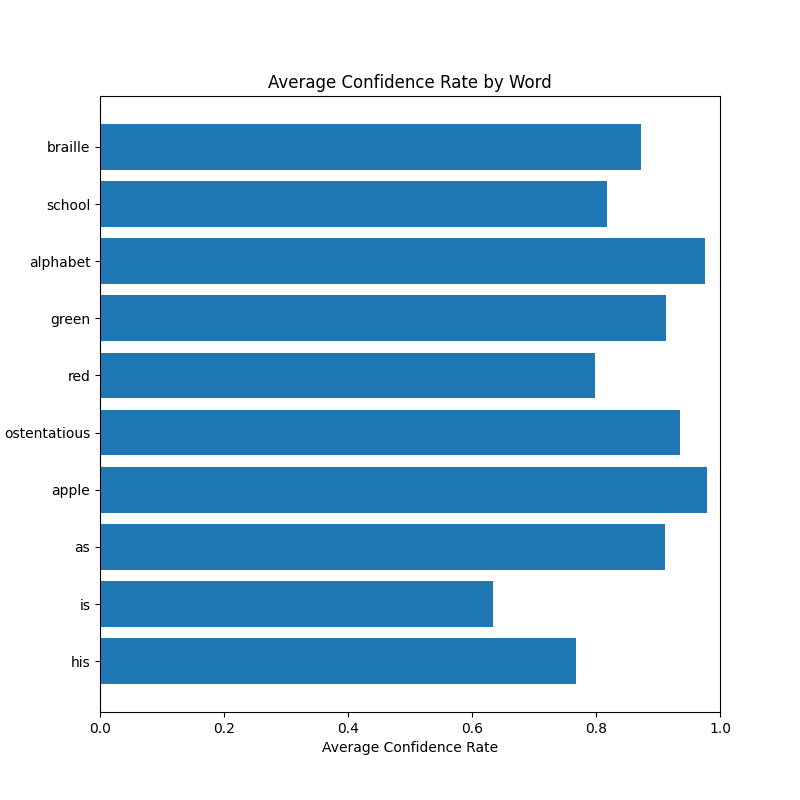 Average Confidence Rate by Word
braille
school
alphabet
green
red
ostentatious
apple
as
is
his
0.0 0.2 0.4 0.6 0.8 1.0
Average Confidence Rate